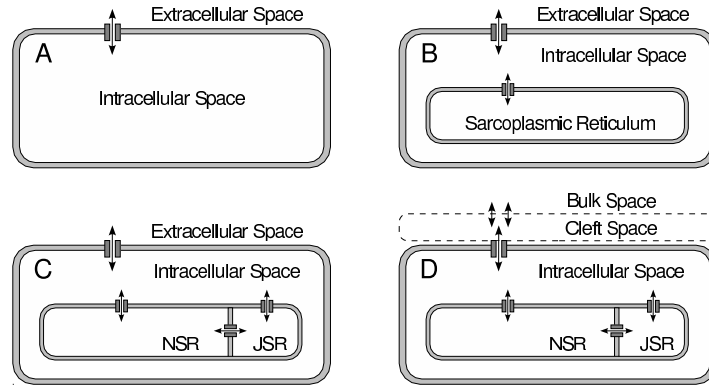 Extracellular Space
A
Intracellular Space
Extracellular Space
B
Intracellular Space
Sarcoplasmic Reticulum
Extracellular Space
C
Intracellular Space
NSR
JSR
Bulk Space
Cleft Space
D
Intracellular Space
NSR
JSR